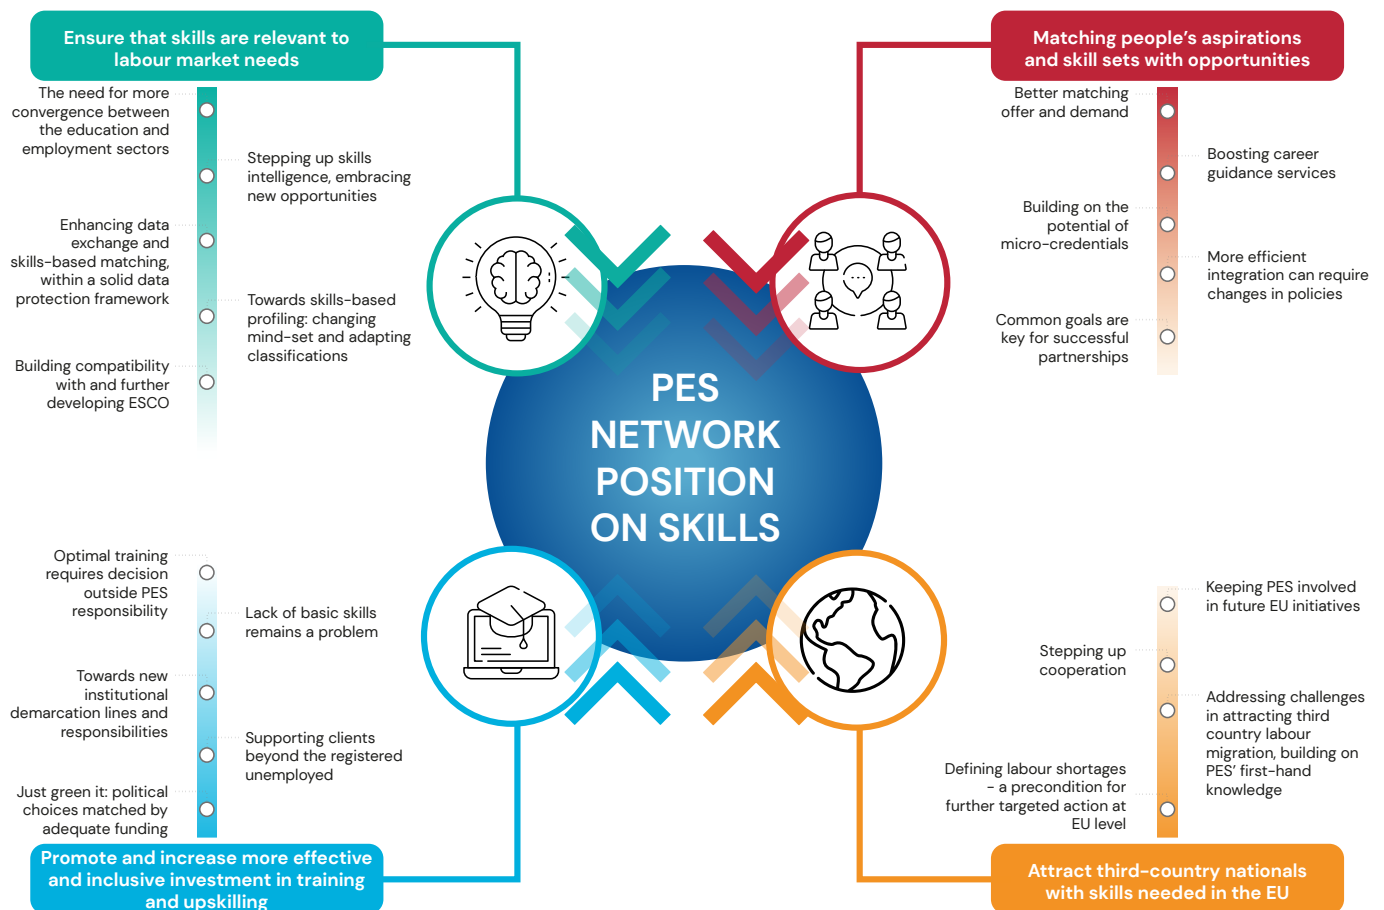 Ensure that skills are relevant to
labour market needs
The need for more
convergence between
the education and
employment sectors
Stepping up skills
intelligence, embracing
new opportunities
Enhancing data
exchange and
skills-based matching,
within a solid data
protection framework
Towards skills-based
profiling: changing
mind-set and adapting
classifications
Building compatibility
with and further
developing ESCO
Matching people’s aspirations
and skill sets with opportunities
Better matching
offer and demand
Boosting career
guidance services
Building on the
potential of
micro-credentials
More efficient
integration can require
changes in policies
Common goals are
key for successful
partnerships
PES
NETWORK
POSITION
ON SKILLS
Optimal training
requires decision
outside PES
responsibility
Lack of basic skills
remains a problem
Towards new
institutional
demarcation lines and
responsibilities
Supporting clients
beyond the registered
unemployed
Just green it: political
choices matched by
adequate funding
Promote and increase more effective
and inclusive investment in training
and upskilling
Keeping PES involved
in future EU initiatives
Stepping up
cooperation
Addressing challenges
in attracting third
country labour
migration, building on
PES’ first-hand
knowledge
Defining labour shortages
- a precondition for
further targeted action at
EU level
Attract third-country nationals
with skills needed in the EU